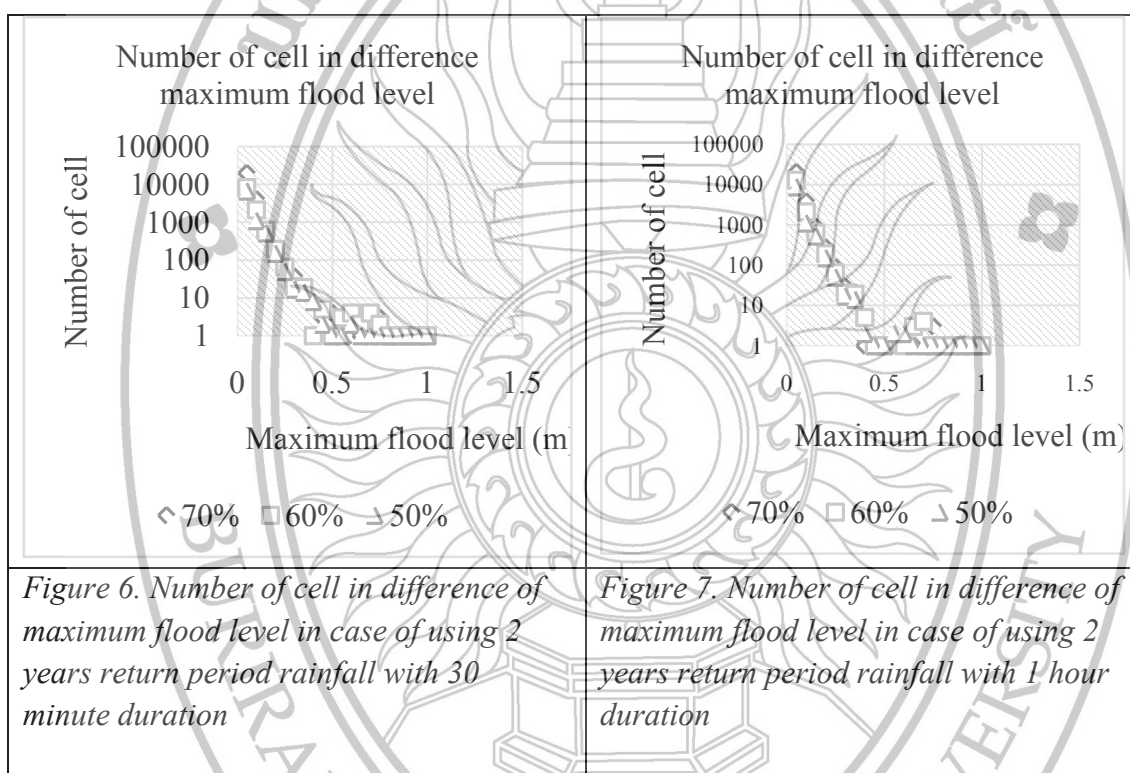 Number of cell in difference
maximum flood level
Number of cell
100000
10000
1000
100
10
1
0 0.5 1 1.5
Maximum flood level (m)
70% 60% 50%
Figure 6. Number of cell in difference of
maximum flood level in case of using 2
years return period rainfall with 30
minute duration
Number of cell in difference
maximum flood level
Number of cell
100000
10000
1000
100
10
1
0 0.5 1 1.5
Maximum flood level (m)
70% 60% 50%
Figure 7. Number of cell in difference of
maximum flood level in case of using 2
years return period rainfall with 1 hour
duration